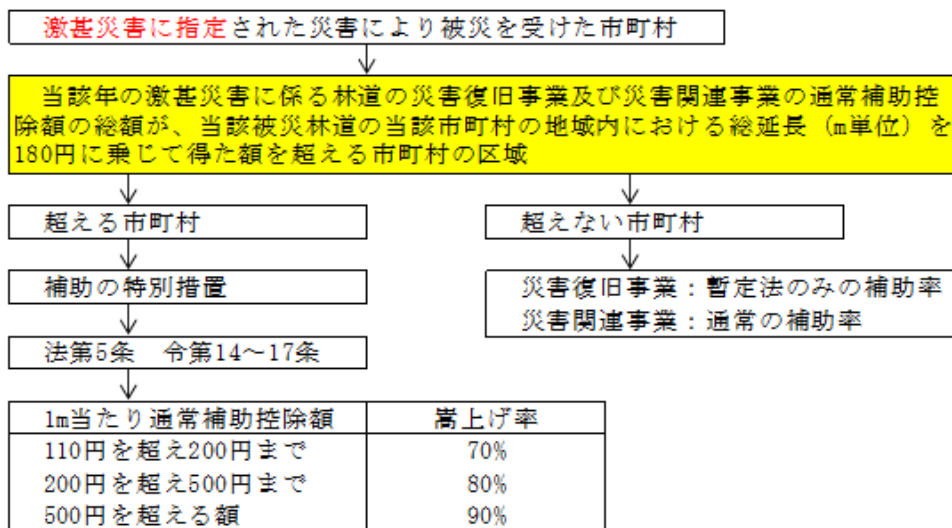 激甚災害に指定された災害により被災を受けた市町村
当該年の激甚災害に係る林道の災害復旧事業及び災害関連事業の通常補助控
除額の総額が、当該被災林道の当該市町村の地域内における総延長（m単位）を
180円に乗じて得た額を超える市町村の区域
超える市町村
超えない市町村
補助の特別措置
災害復旧事業：暫定法のみの補助率
災害関連事業：通常の補助率
法第5条　令第14～17条
1m当たり通常補助控除額　嵩上げ率
110円を超え200円まで　70%
200円を超え500円まで　80%
500円を超える額　90%